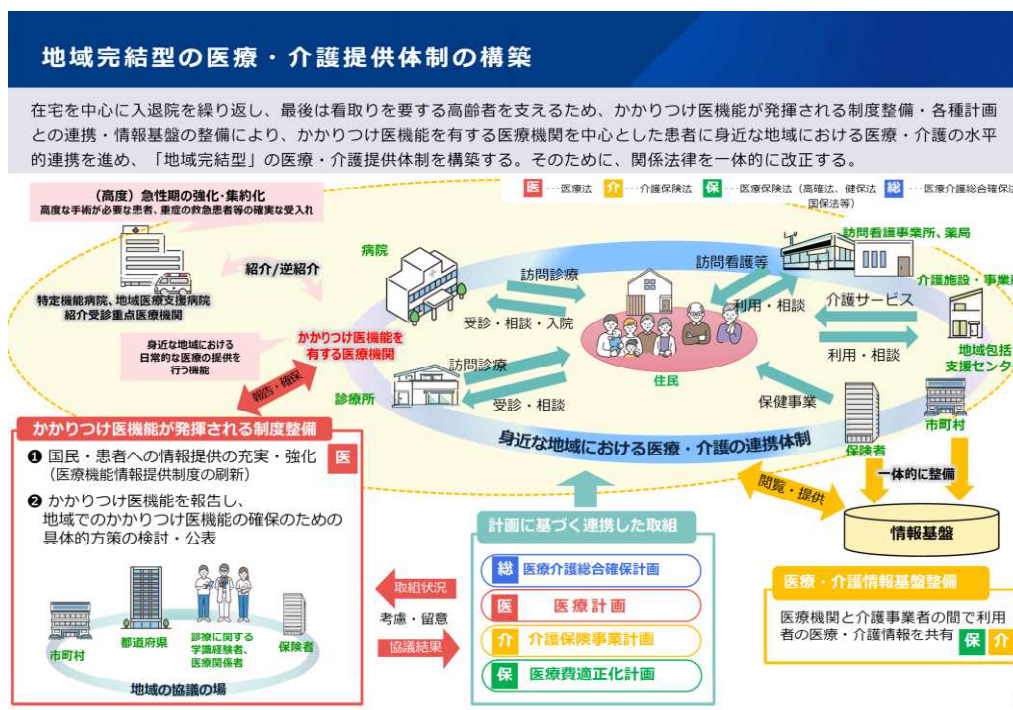 地域完結型の医療・介護提供体制の構築
在宅を中心に入退院を繰り返し、最後は看取りを要する高齢者を支えるため、かかりつけ医機能が発揮される制度整備・各種計画
との連携・情報基盤の整備により、かかりつけ医機能を有する医療機関を中心とした患者に身近な地域における医療・介護の水平
的連携を進め、「地域完結型」の医療・介護提供体制を構築する。そのために、関係法律を一体的に改正する。
医 ･･･医療法 介 ･･･介護保険法 保 ･･･医療保険法（高確法、健保法
国保法等）
総 ･･･医療介護総合確保法
（高度）急性期の強化･集約化
高度な手術が必要な患者、重症の救急患者等の確実な受入れ
紹介/逆紹介
特定機能病院、地域医療支援病院
紹介受診重点医療機関
身近な地域における
日常的な医療の提供を
行う機能
かかりつけ医機能を
有する医療機関
報告・確保
病院
訪問診療
受診・相談・入院
診療所
訪問診療
受診・相談
住民
訪問看護等
利用・相談
訪問看護事業所、薬局
介護サービス
利用・相談
介護施設・事業所
地域包括
支援センター
保健事業
保険者
市町村
身近な地域における医療・介護の連携体制
一体的に整備
閲覧・提供
情報基盤
かかりつけ医機能が発揮される制度整備
❶ 国民・患者への情報提供の充実・強化
（医療機能情報提供制度の刷新）
医
❷ かかりつけ医機能を報告し、
地域でのかかりつけ医機能の確保のための
具体的方策の検討・公表
市町村
都道府県
診療に関する
学識経験者、
医療関係者
保険者
地域の協議の場
取組状況
考慮・留意
協議結果
計画に基づく連携した取組
総 医療介護総合確保計画
医 医療計画
介 介護保険事業計画
保 医療費適正化計画
医療・介護情報基盤整備
医療機関と介護事業者の間で利用
者の医療・介護情報を共有 保 介